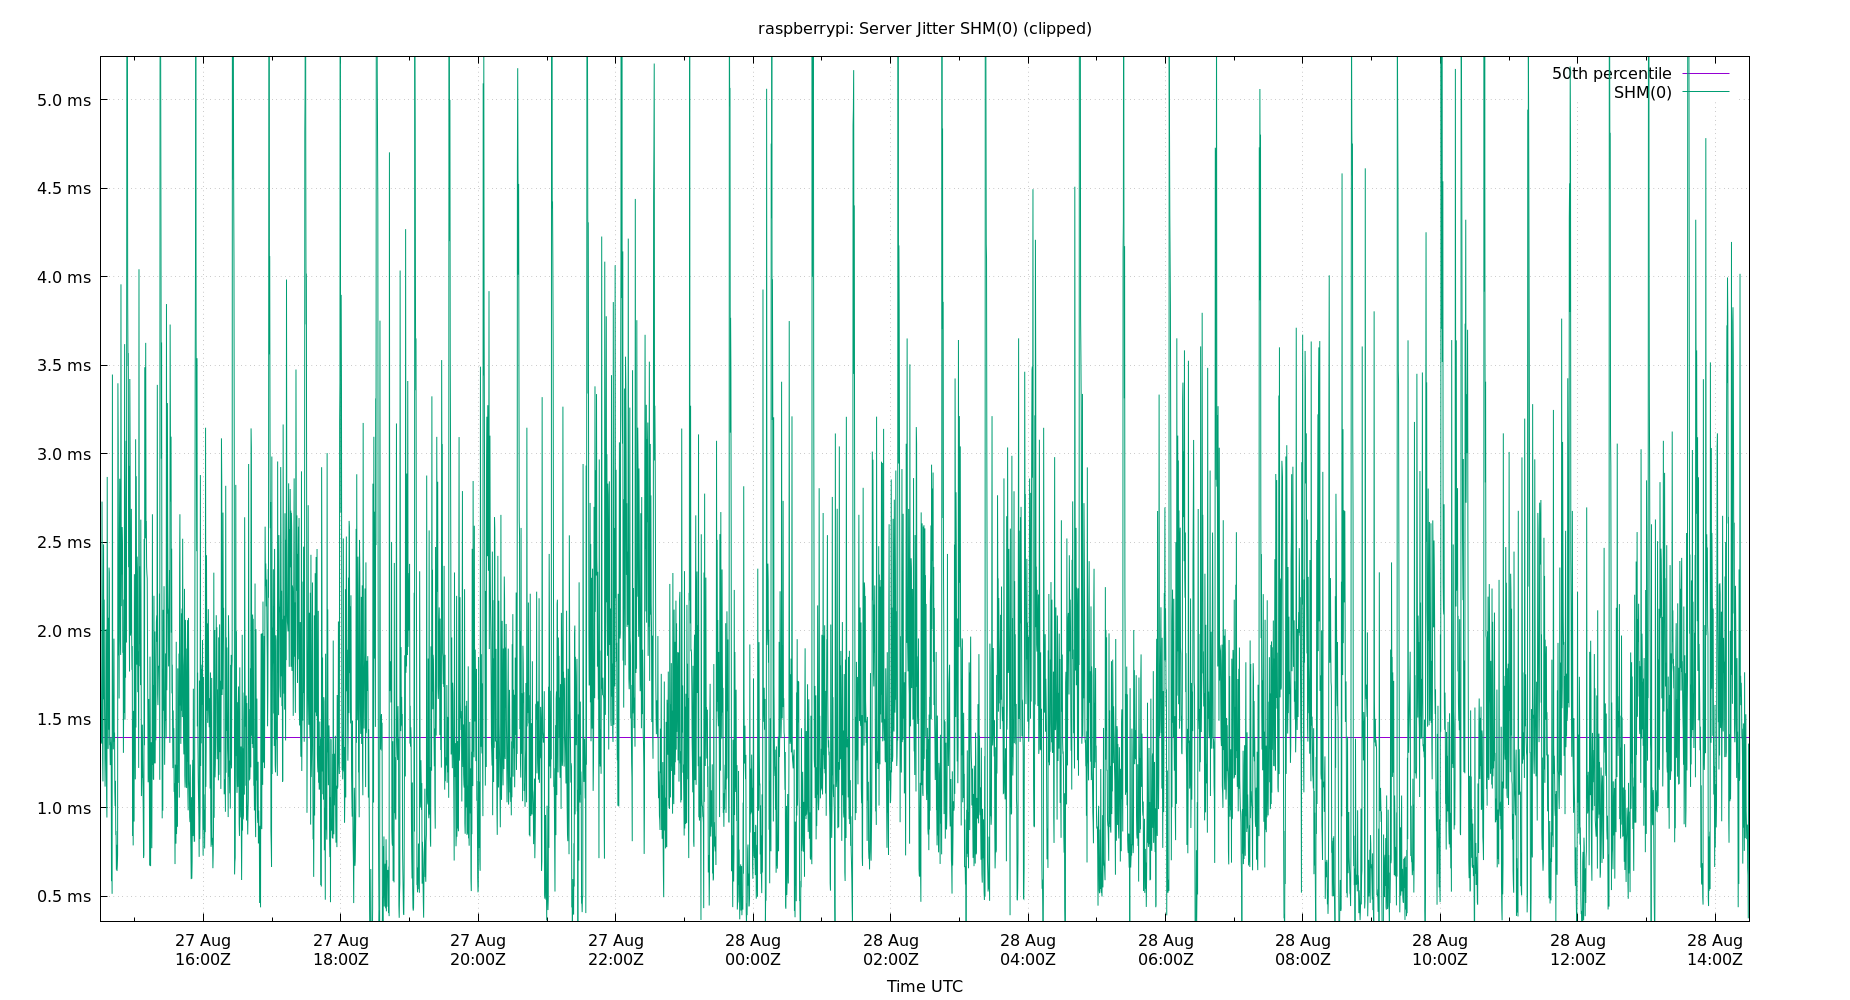 raspberrypi: Server Jitter SHM(0) (clipped)
50th percentile
SHM(0)
5.0 ms
4.5 ms
4.0 ms
3.5 ms
3.0 ms
2.5 ms
2.0 ms
1.5 ms
1.0 ms
0.5 ms
27 Aug 27 Aug 27 Aug 27 Aug 28 Aug 28 Aug 28 Aug 28 Aug 28 Aug 28 Aug 28 Aug 28 Aug
16:00Z 18:00Z 20:00Z 22:00Z 00:00Z 02:00Z 04:00Z 06:00Z 08:00Z 10:00Z 12:00Z 14:00Z
Time UTC